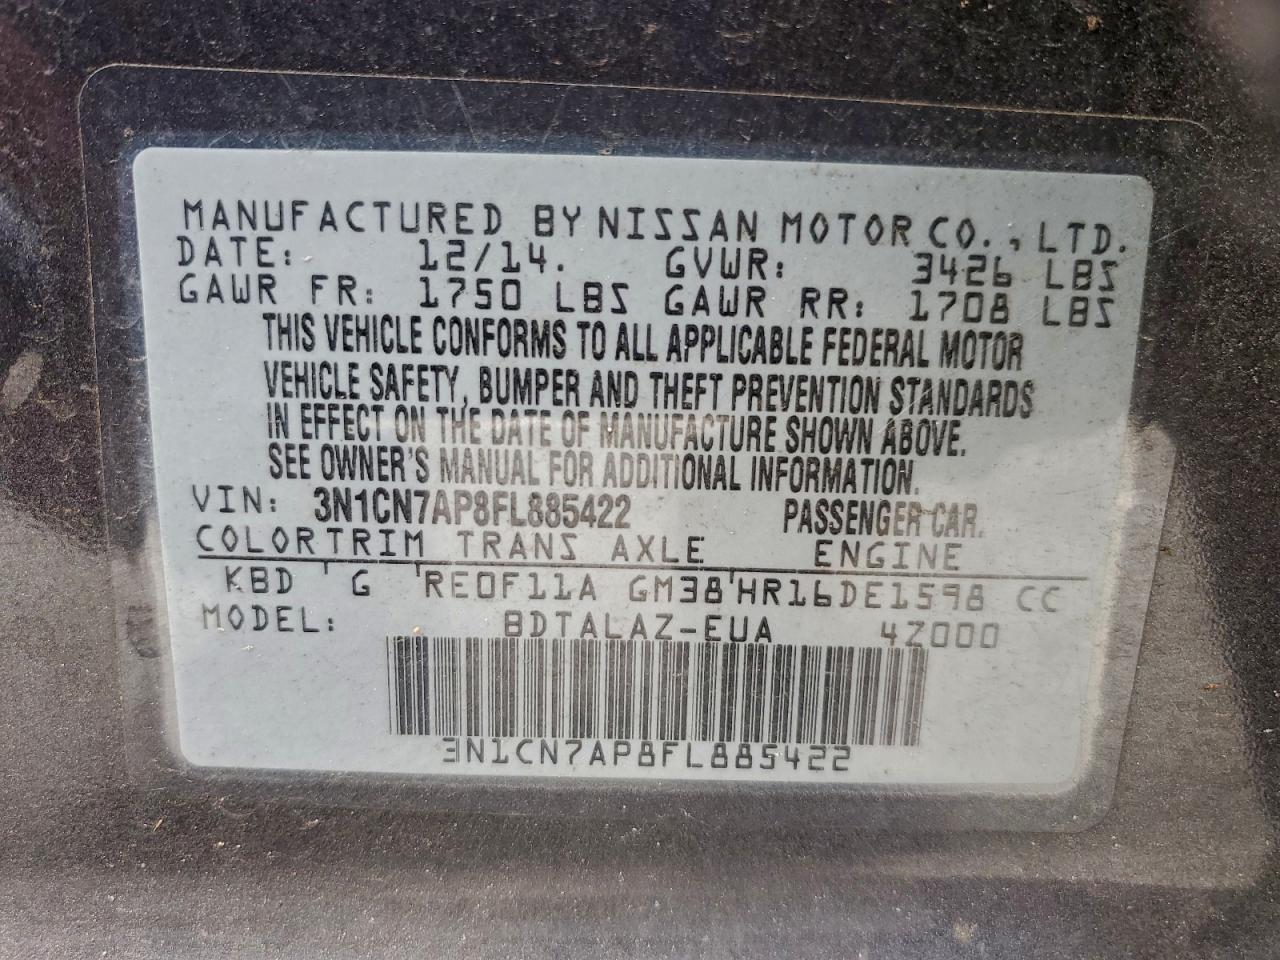 MANUFACTURED BY NISSAN MOTOR CO., LTD.
DATE: 12/14. GVWR: 3426 LBS
GAWR FR: 1750 LBS GAWR RR: 1708 LBS
THIS VEHICLE CONFORMS TO ALL APPLICABLE FEDERAL MOTOR
VEHICLE SAFETY, BUMPER AND THEFT PREVENTION STANDARDS
IN EFFECT ON THE DATE OF MANUFACTURE SHOWN ABOVE.
SEE OWNER'S MANUAL FOR ADDITIONAL INFORMATION.
VIN: 3N1CN7AP8FL885422 PASSENGER CAR.
COLOR TRIM TRANS AXLE ENGINE
KBD G RE0F11A GM38 HR16DE1598 CC
MODEL: BDTALAZ-EUA 4Z000
3N1CN7AP8FL885422